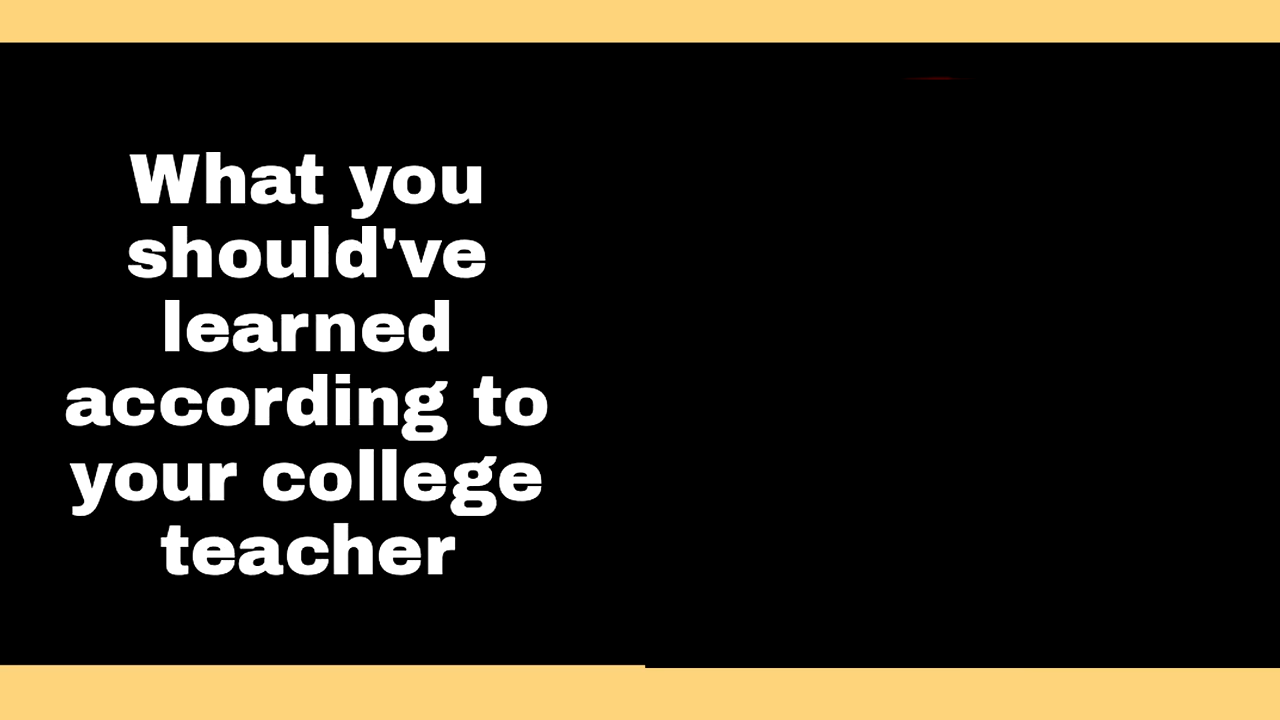 What you
should've
learned
according to
your college
teacher